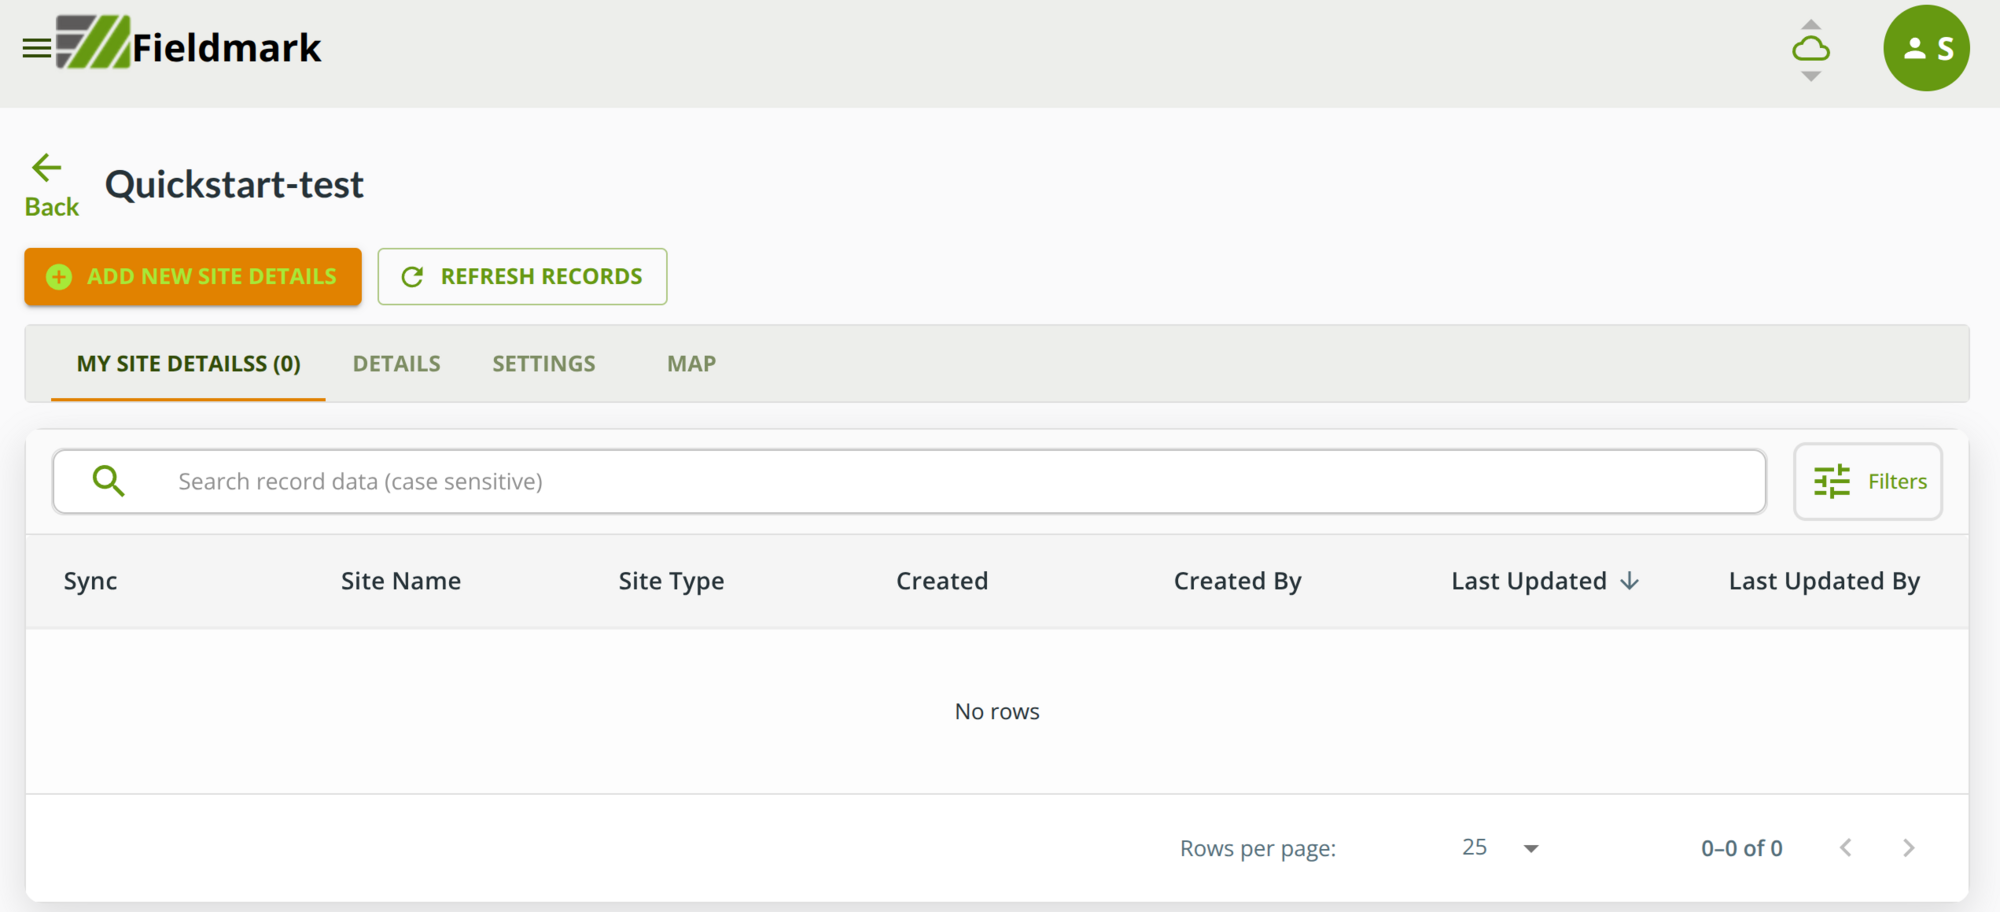 Fieldmark
S
Back
Quickstart-test
ADD NEW SITE DETAILS
REFRESH RECORDS
MY SITE DETAILSS (0)
DETAILS
SETTINGS
MAP
Search record data (case sensitive)
Filters
Sync
Site Name
Site Type
Created
Created By
Last Updated
Last Updated By
No rows
Rows per page:
25
0–0 of 0